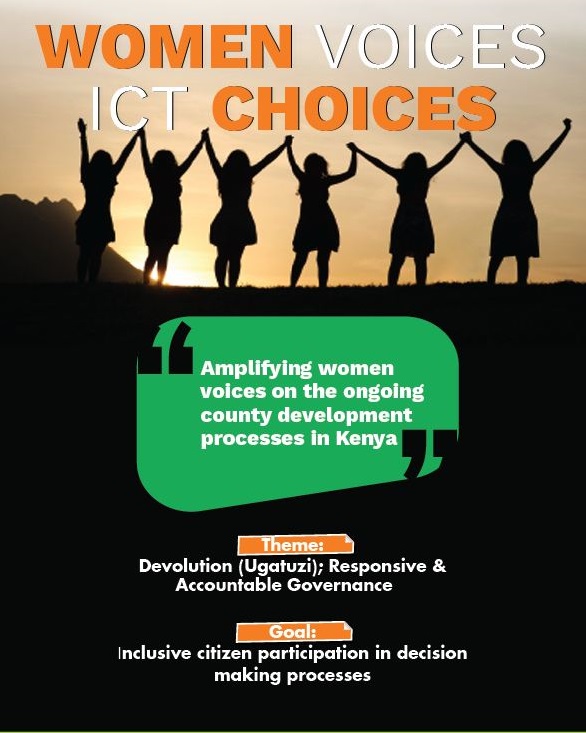 WOMEN VOICES
ICT CHOICES
Amplifying women
voices on the ongoing
county development
processes in Kenya
Theme:
Devolution (Ugatuzi); Responsive &
Accountable Governance
Goal:
Inclusive citizen participation in decision
making processes